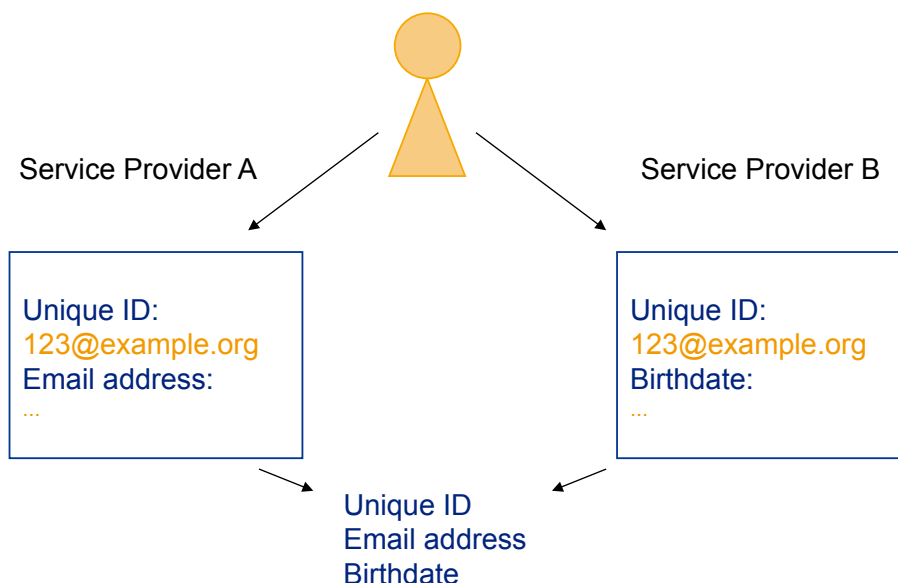 Service Provider A
Service Provider B
Unique ID:
123@example.org
Email address:
...
Unique ID:
123@example.org
Birthdate:
...
Unique ID
Email address
Birthdate